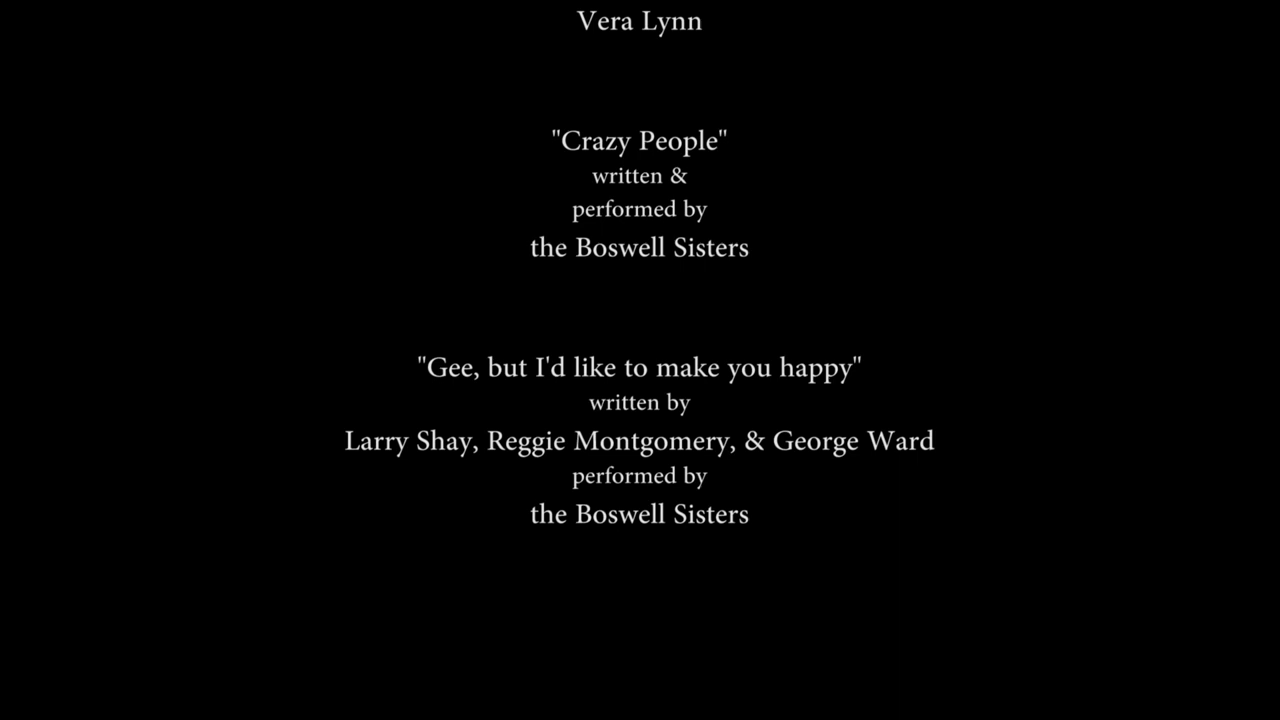 Vera Lynn
"Crazy People"
written &
performed by
the Boswell Sisters
"Gee, but I'd like to make you happy"
written by
Larry Shay, Reggie Montgomery, & George Ward
performed by
the Boswell Sisters